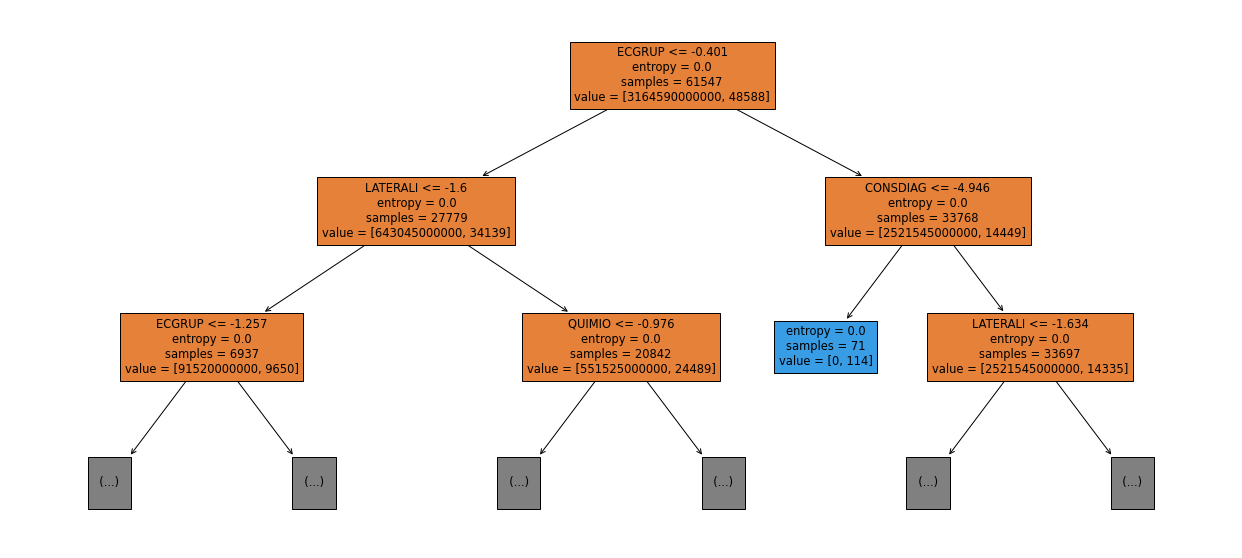 ECGRUP <= -0.401
entropy = 0.0
samples = 61547
value = [3164590000000, 48588]
LATERALI <= -1.6
entropy = 0.0
samples = 27779
value = [643045000000, 34139]
CONSDIAG <= -4.946
entropy = 0.0
samples = 33768
value = [2521545000000, 14449]
ECGRUP <= -1.257
entropy = 0.0
samples = 6937
value = [91520000000, 9650]
QUIMIO <= -0.976
entropy = 0.0
samples = 20842
value = [551525000000, 24489]
entropy = 0.0
samples = 71
value = [0, 114]
LATERALI <= -1.634
entropy = 0.0
samples = 33697
value = [2521545000000, 14335]
(...)
(...)
(...)
(...)
(...)
(...)